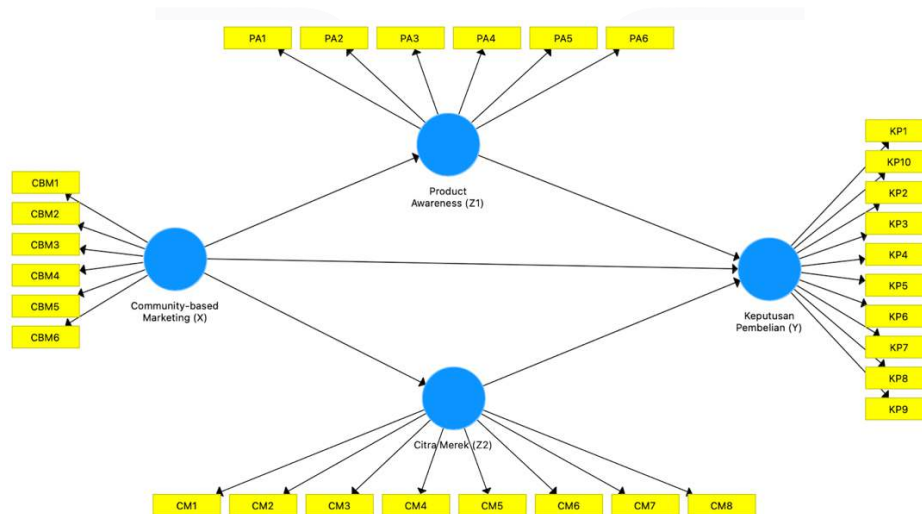 PA1 PA2 PA3 PA4 PA5 PA6
Product
Awareness (Z1)
CBM1
CBM2
CBM3
CBM4
CBM5
CBM6
Community-based
Marketing (X)
KP1
KP10
KP2
KP3
KP4
KP5
KP6
KP7
KP8
KP9
Keputusan
Pembelian (Y)
Citra Merek (Z2)
CM1 CM2 CM3 CM4 CM5 CM6 CM7 CM8